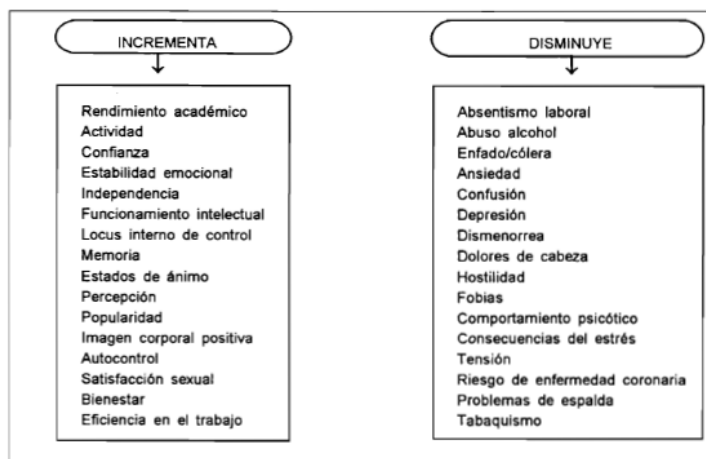 INCREMENTA
Rendimiento académico
Actividad
Confianza
Estabilidad emocional
Independencia
Funcionamiento intelectual
Locus interno de control
Memoria
Estados de ánimo
Percepción
Popularidad
Imagen corporal positiva
Autocontrol
Satisfacción sexual
Bienestar
Eficiencia en el trabajo
DISMINUYE
Absentismo laboral
Abuso alcohol
Enfado/cólera
Ansiedad
Confusión
Depresión
Dismenorrea
Dolores de cabeza
Hostilidad
Fobias
Comportamiento psicótico
Consecuencias del estrés
Tensión
Riesgo de enfermedad coronaria
Problemas de espalda
Tabaquismo